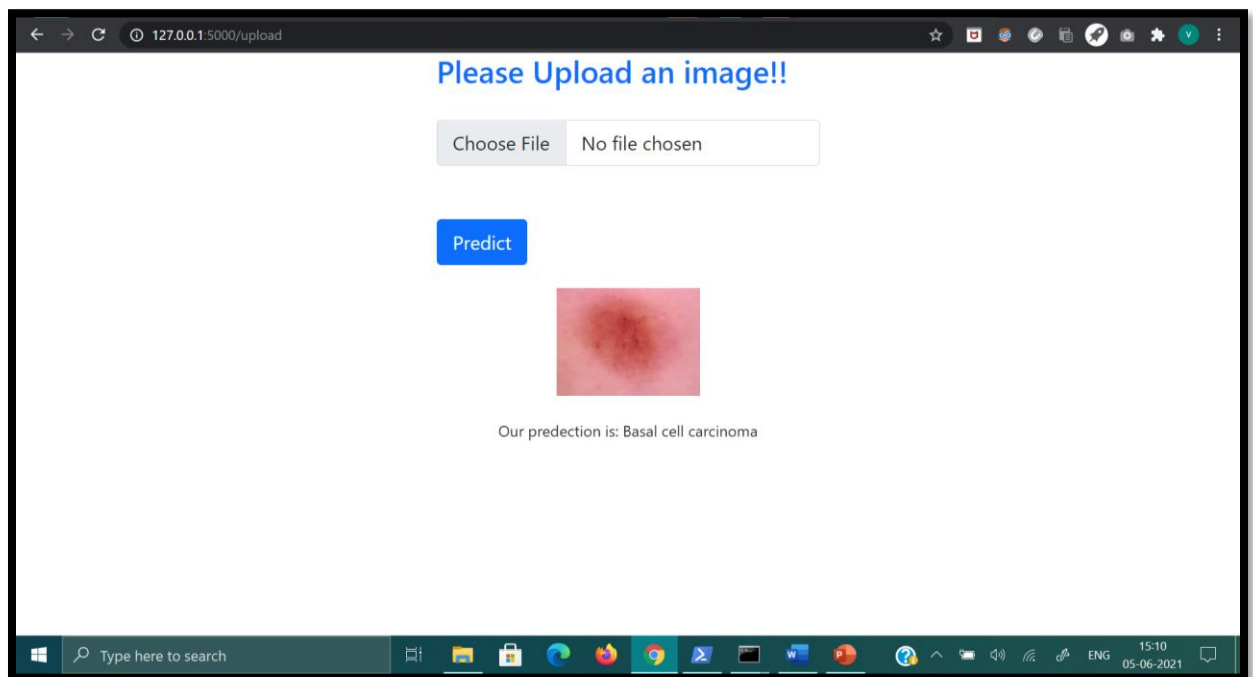 127.0.0.1:5000/upload
V
Please Upload an image!!
Choose File No file chosen
Predict
Our predection is: Basal cell carcinoma
Type here to search
ENG
15:10
05-06-2021